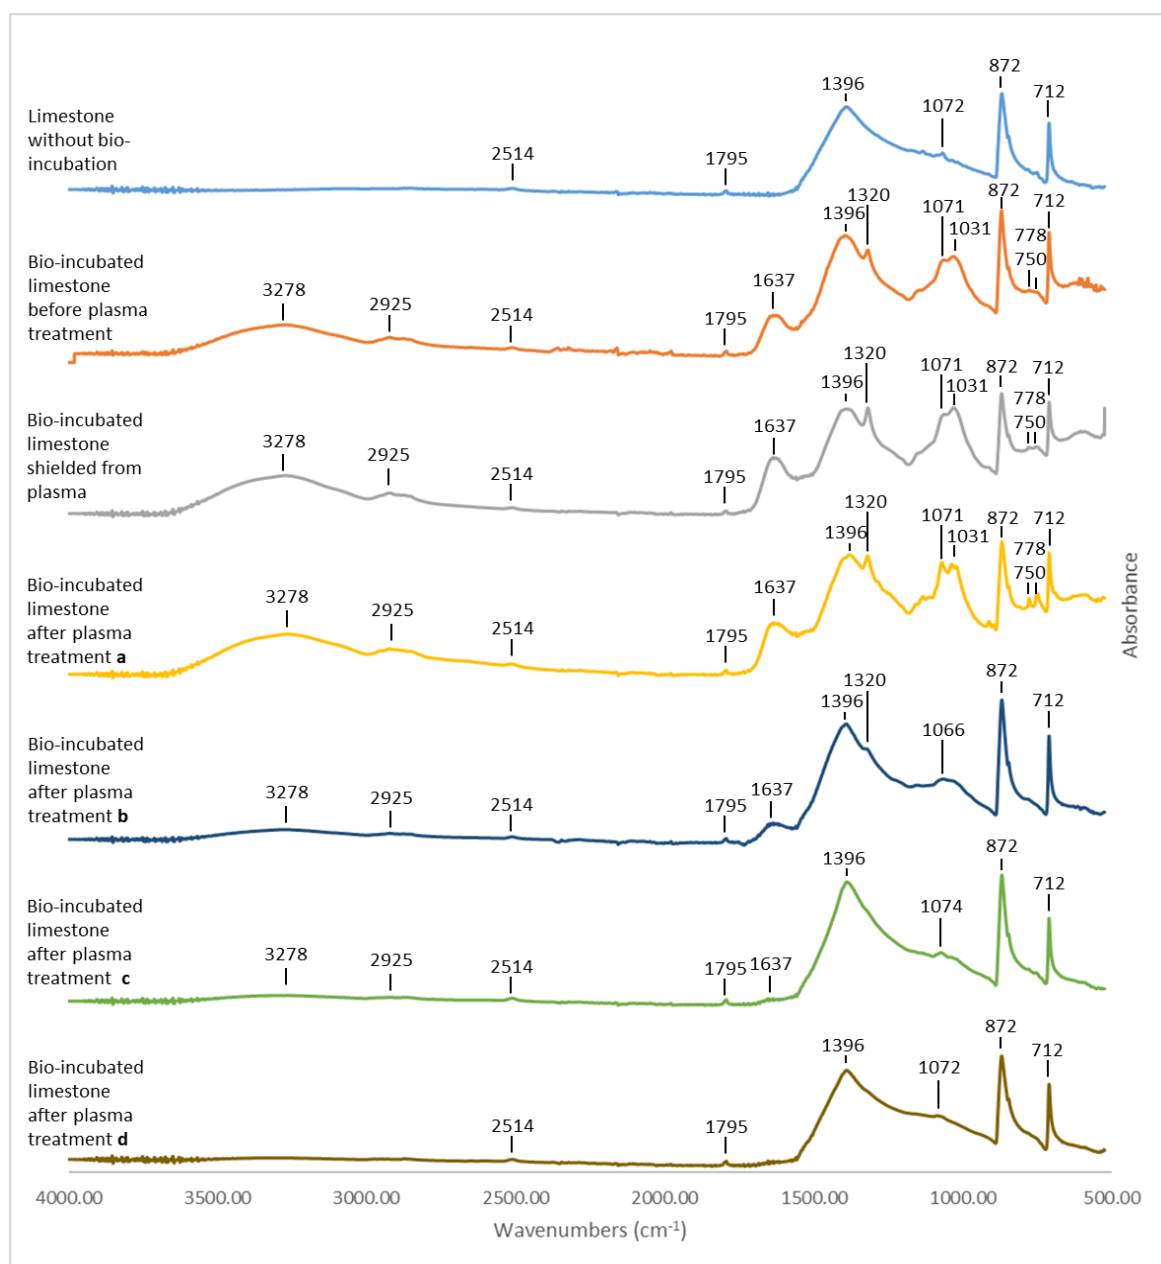 872
1396
712
1072
Limestone
without bio-
incubation
2514
1795
872
1320
712
1396
1071
1031
778
750
Bio-incubated
limestone
before plasma
treatment
3278
2925
1637
2514
1795
1320
1071
872
712
1396
1031
778
750
Bio-incubated
limestone
shielded from
plasma
3278
2925
1637
2514
1795
1320
1071
872
712
1396
1031
778
750
Bio-incubated
limestone
after plasma
treatment a
3278
2925
1637
2514
1795
Absorbance
1320
872
1396
712
1066
Bio-incubated
limestone
after plasma
treatment b
3278
2925
2514
1795
1637
872
1396
712
1074
Bio-incubated
limestone
after plasma
treatment c
3278
2925
2514
1795
1637
872
1396
712
1072
Bio-incubated
limestone
after plasma
treatment d
2514
1795
4000.00 3500.00 3000.00 2500.00 2000.00 1500.00 1000.00 500.00
Wavenumbers (cm⁻¹)